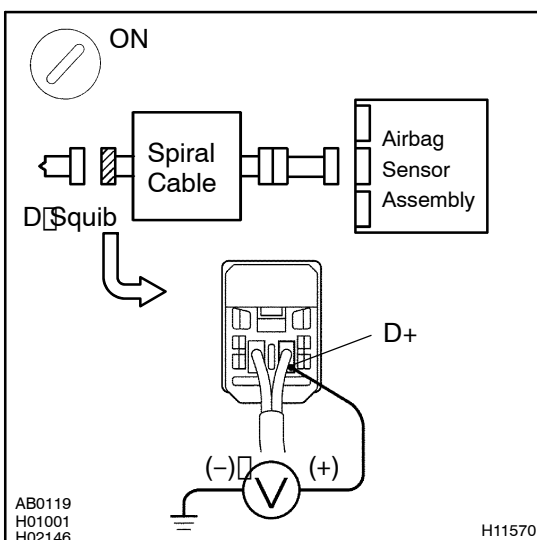 ON
Spiral
Cable
Airbag
Sensor
Assembly
D▯Squib
D+
(−)▯
V
(+)
AB0119
H01001
H02146
H11570